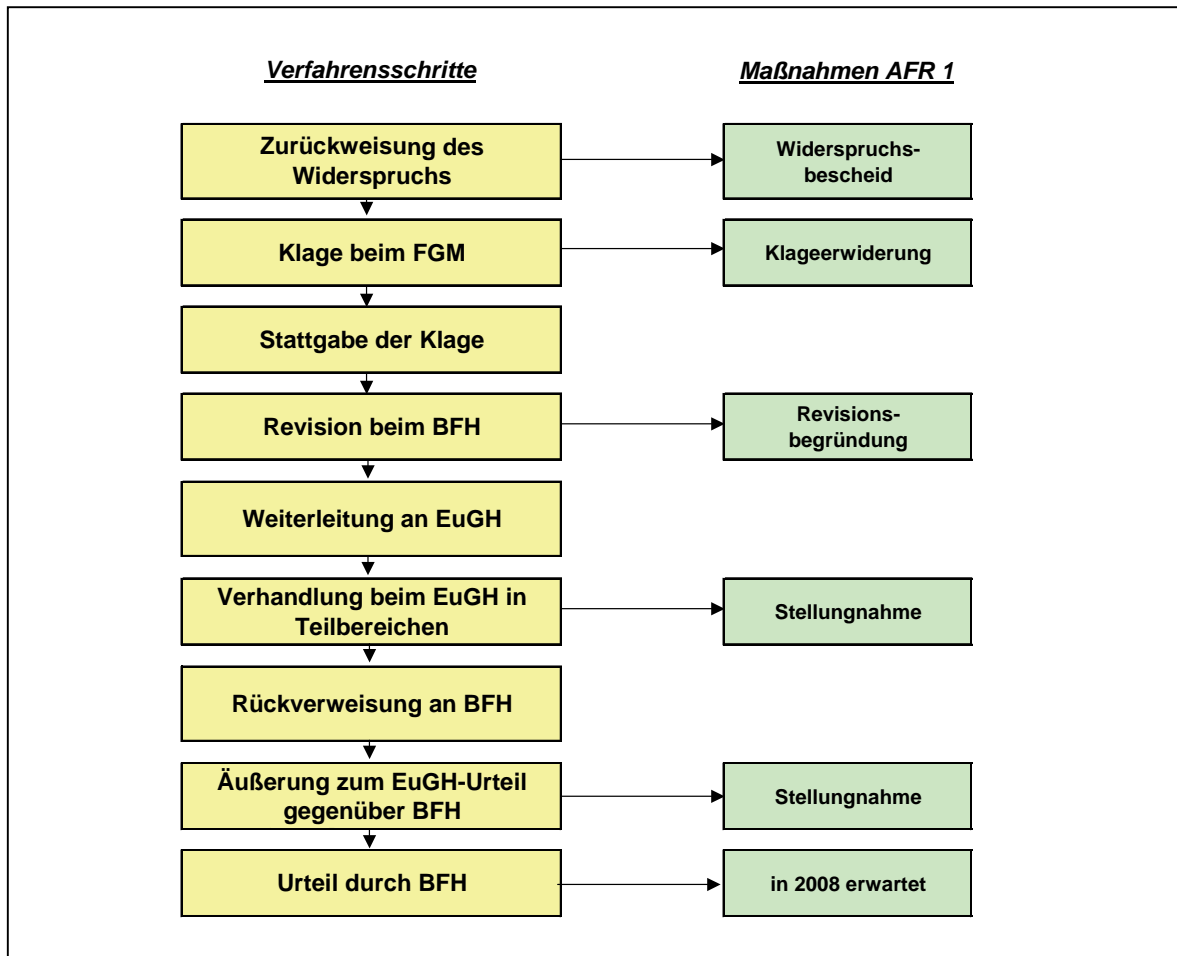 Verfahrensschritte
Maßnahmen AFR 1
Zurückweisung des
Widerspruchs
Widerspruchs-
bescheid
Klage beim FGM
Klageerwiderung
Stattgabe der Klage
Revision beim BFH
Revisions-
begründung
Weiterleitung an EuGH
Verhandlung beim EuGH in
Teilbereichen
Stellungnahme
Rückverweisung an BFH
Äußerung zum EuGH-Urteil
gegenüber BFH
Stellungnahme
Urteil durch BFH
in 2008 erwartet